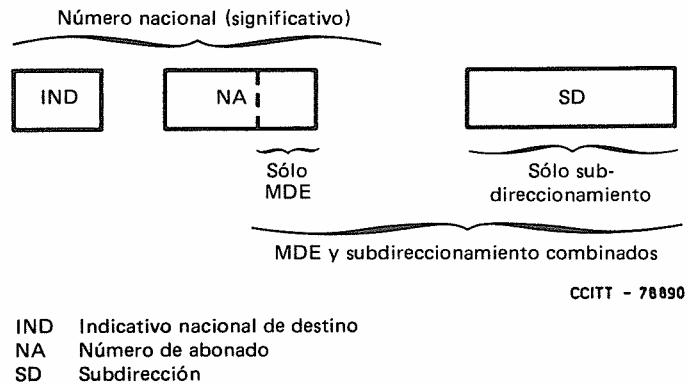 Número nacional (significativo)
IND
NA
SD
Sólo
MDE
Sólo sub-
direccionamiento
MDE y subdireccionamiento combinados
CCITT - 78890
IND Indicativo nacional de destino
NA Número de abonado
SD Subdirección